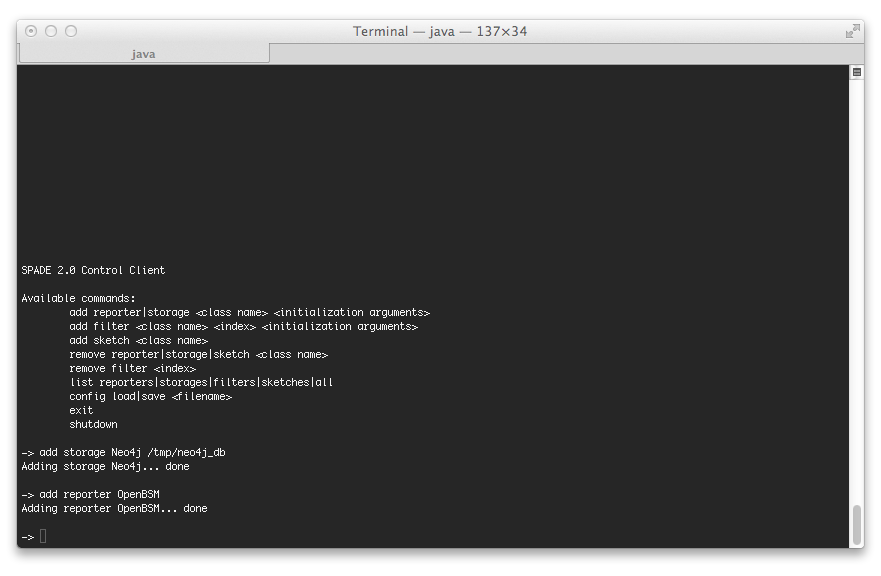 Terminal — java — 137×34
java
SPADE 2.0 Control Client
Available commands:
add reporter|storage <class name> <initialization arguments>
add filter <class name> <index> <initialization arguments>
add sketch <class name>
remove reporter|storage|sketch <class name>
remove filter <index>
list reporters|storages|filters|sketches|all
config load|save <filename>
exit
shutdown
-> add storage Neo4j /tmp/neo4j_db
Adding storage Neo4j... done
-> add reporter OpenBSM
Adding reporter OpenBSM... done
->